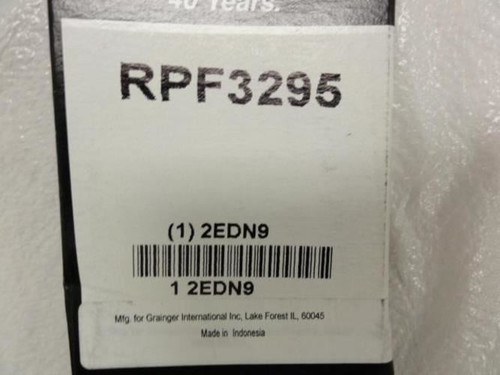 40 Years.
RPF3295
(1) 2EDN9
1 2EDN9
Mfg. for Grainger International Inc, Lake Forest IL, 60045
Made in Indonesia